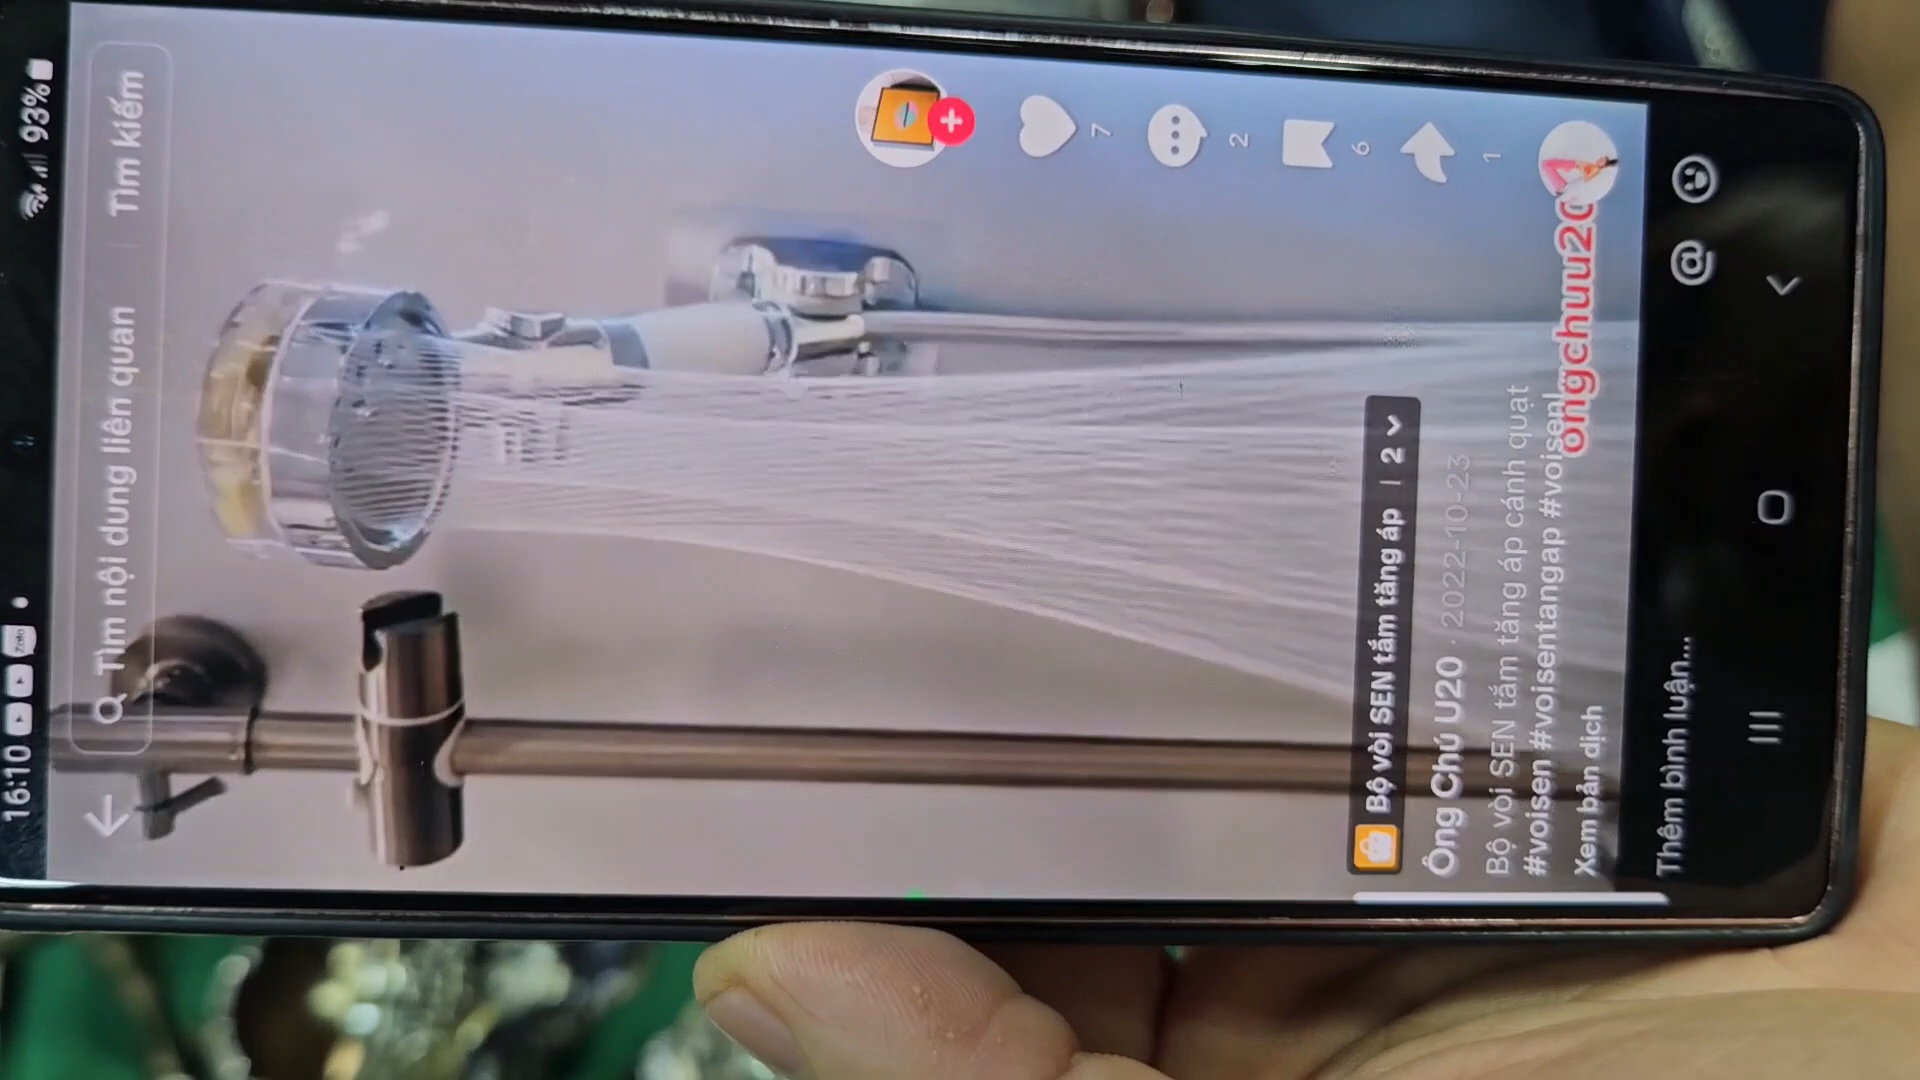 16:10
Zalo
93%
Tìm nội dung liên quan
Tìm kiếm
7
2
6
1
Bộ vòi SEN tắm tăng áp | 2
Ông Chú U20 · 2022-10-23
Bộ vòi SEN tắm tăng áp cánh quạt
#voisen #voisentangap #voisen
Xem bản dịch
ongchuu20
Thêm bình luận...
@